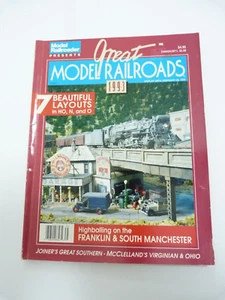 Model
Railroader
PRESENTS
Great
MODEL RAILROADS
1993
7 BEAUTIFUL
LAYOUTS
in HO, N, and O
Highballing on the
FRANKLIN & SOUTH MANCHESTER
JOINER'S GREAT SOUTHERN - McCLELLAND'S VIRGINIAN & OHIO